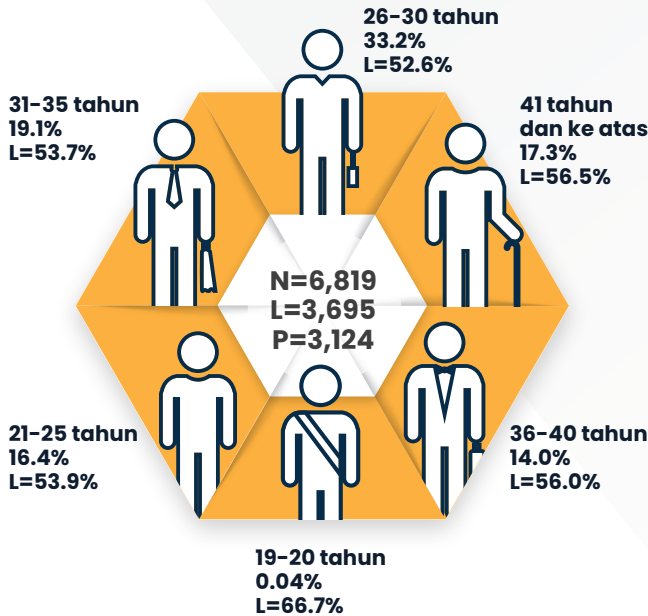 26-30 tahun
33.2%
L=52.6%
31-35 tahun
19.1%
L=53.7%
41 tahun
dan ke atas
17.3%
L=56.5%
N=6,819
L=3,695
P=3,124
21-25 tahun
16.4%
L=53.9%
36-40 tahun
14.0%
L=56.0%
19-20 tahun
0.04%
L=66.7%